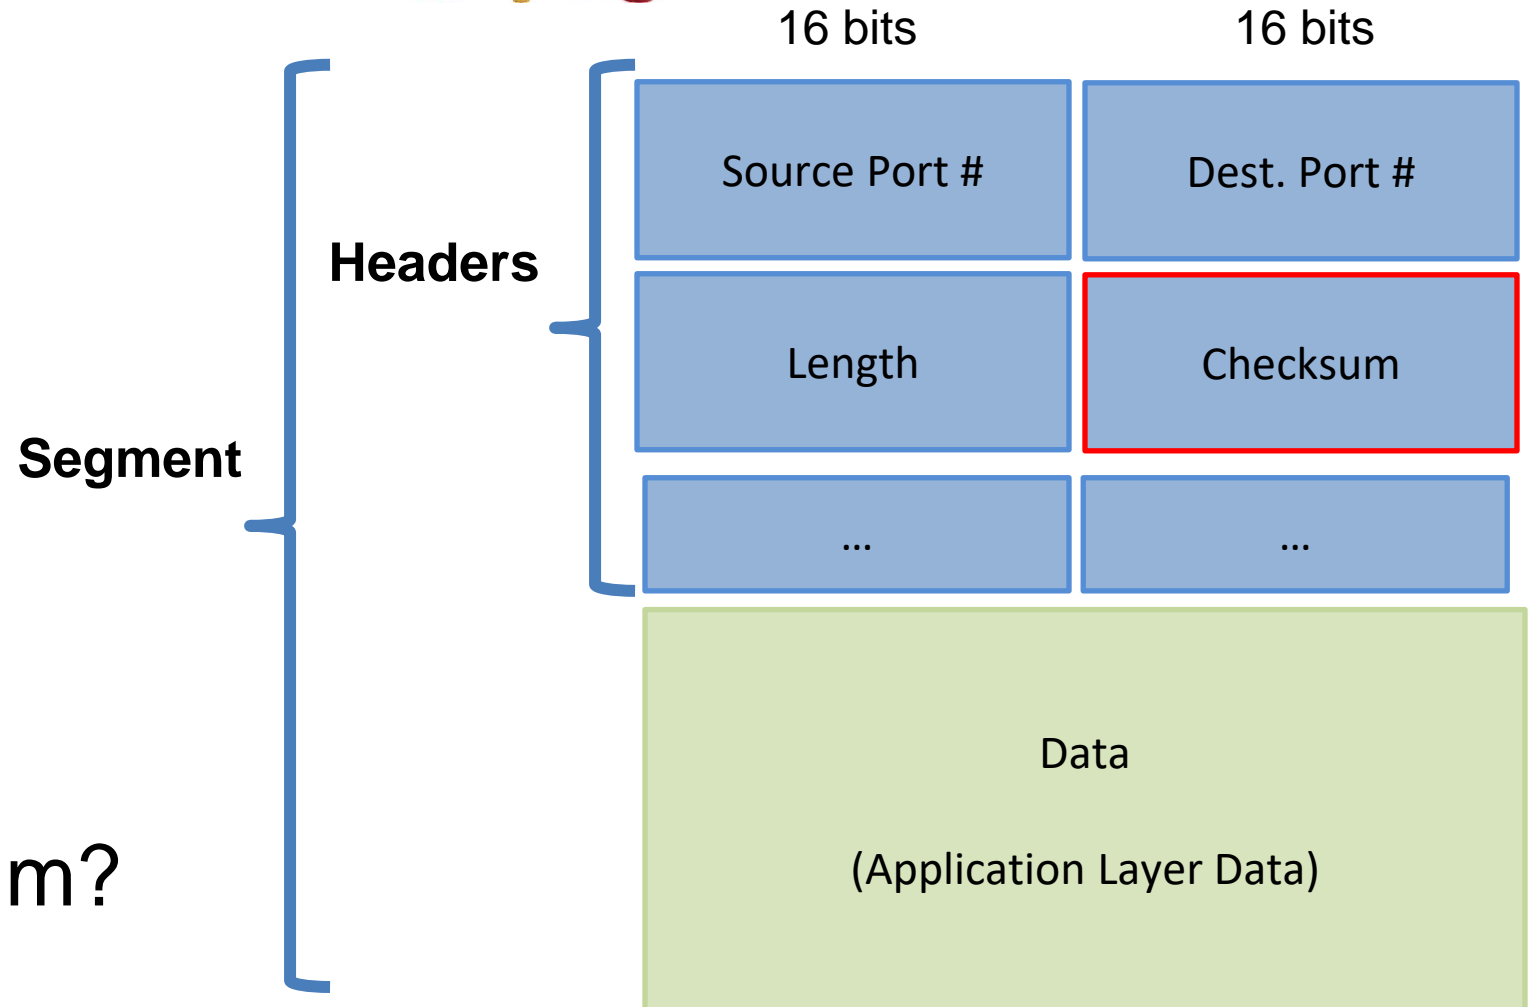 16 bits 16 bits
Source Port # Dest. Port #
Headers
Length Checksum
Segment
... ...
Data
m?
(Application Layer Data)